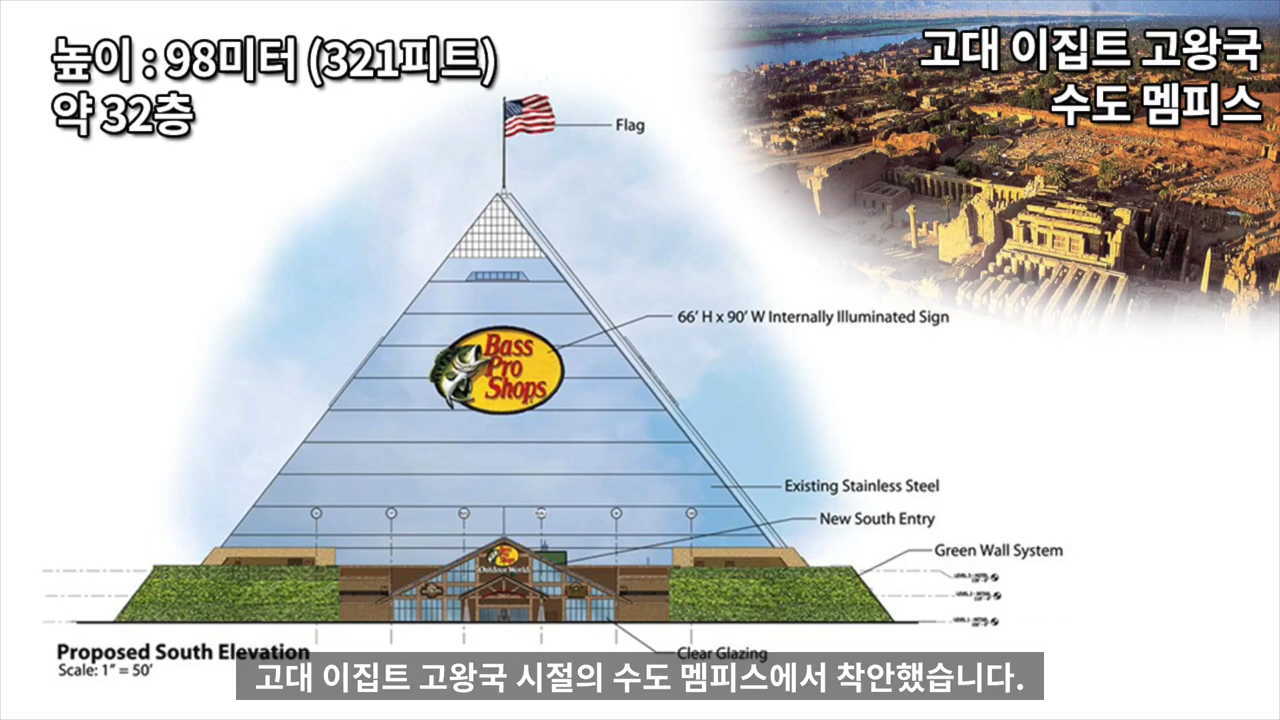 높이 : 98미터 (321피트)
약 32층
고대 이집트 고왕국
수도 멤피스
Flag
66' H x 90' W Internally Illuminated Sign
Bass
Pro
Shops
Existing Stainless Steel
New South Entry
Green Wall System
Outdoor World
Proposed South Elevation
Scale: 1" = 50'
Clear Glazing
고대 이집트 고왕국 시절의 수도 멤피스에서 착안했습니다.